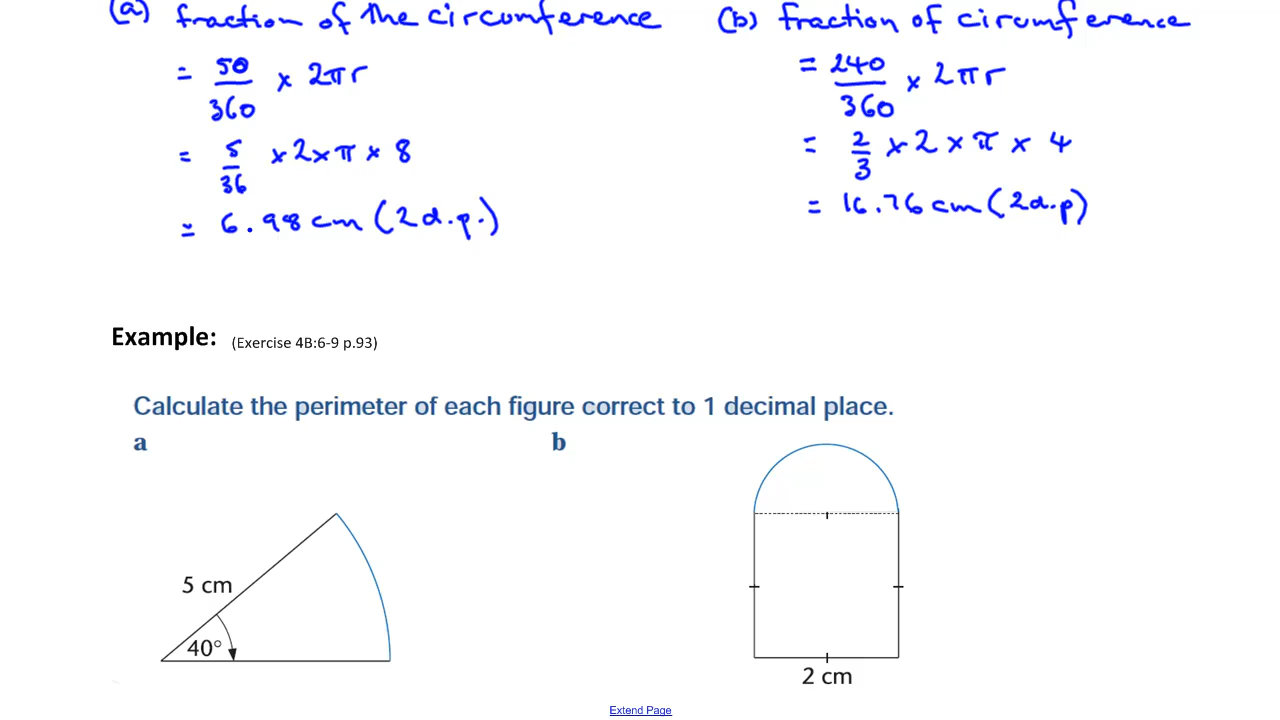 (a) fraction of the circumference
= 50/360 × 2πr
= 5/36 × 2 × π × 8
= 6.98 cm (2 d.p.)
(b) fraction of circumference
= 240/360 × 2πr
= 2/3 × 2 × π × 4
= 16.76 cm (2d.p)
Example: (Exercise 4B:6-9 p.93)
Calculate the perimeter of each figure correct to 1 decimal place.
a
5 cm
40°
b
2 cm
Extend Page